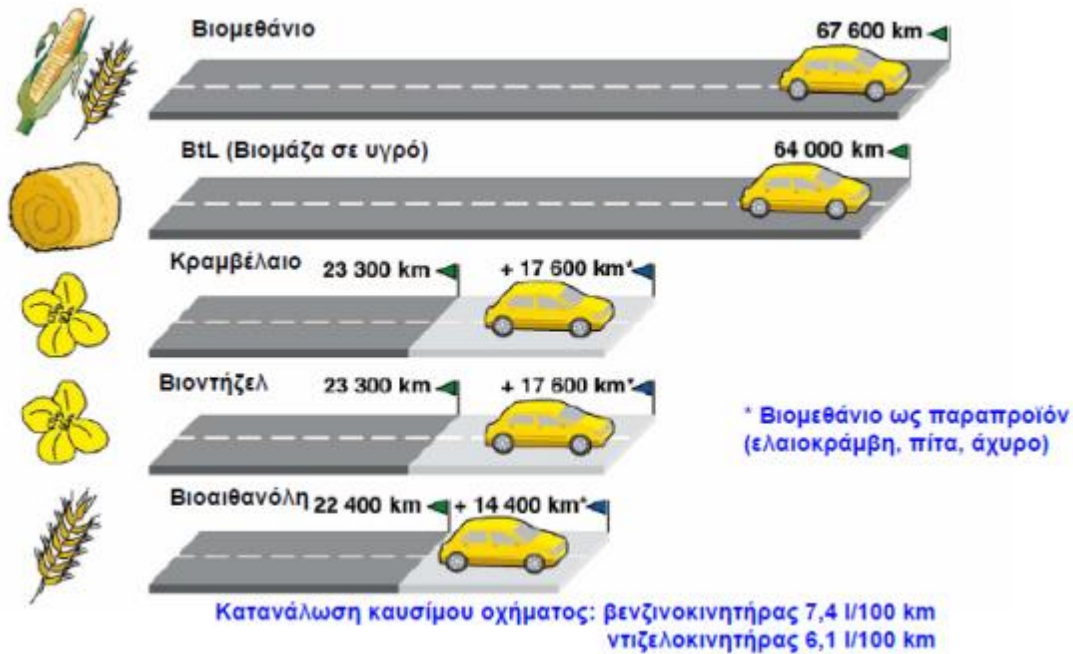 Βιομεθάνιο
67 600 km
BtL (Βιομάζα σε υγρό)
64 000 km
Κραμβέλαιο 23 300 km + 17 600 km*
Βιοντήζελ 23 300 km + 17 600 km*
* Βιομεθάνιο ως παραπροϊόν
(ελαιοκράμβη, πίτα, άχυρο)
Βιοαιθανόλη 22 400 km + 14 400 km*
Κατανάλωση καυσίμου οχήματος: βενζινοκινητήρας 7,4 l/100 km
ντιζελοκινητήρας 6,1 l/100 km